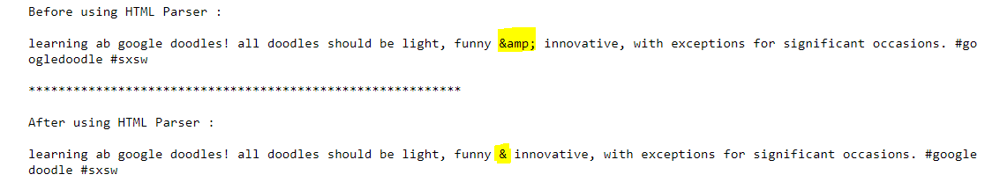 Before using HTML Parser :
learning ab google doodles! all doodles should be light, funny &amp; innovative, with exceptions for significant occasions. #go
ogledoodle #sxsw
**********************************************************
After using HTML Parser :
learning ab google doodles! all doodles should be light, funny & innovative, with exceptions for significant occasions. #google
doodle #sxsw